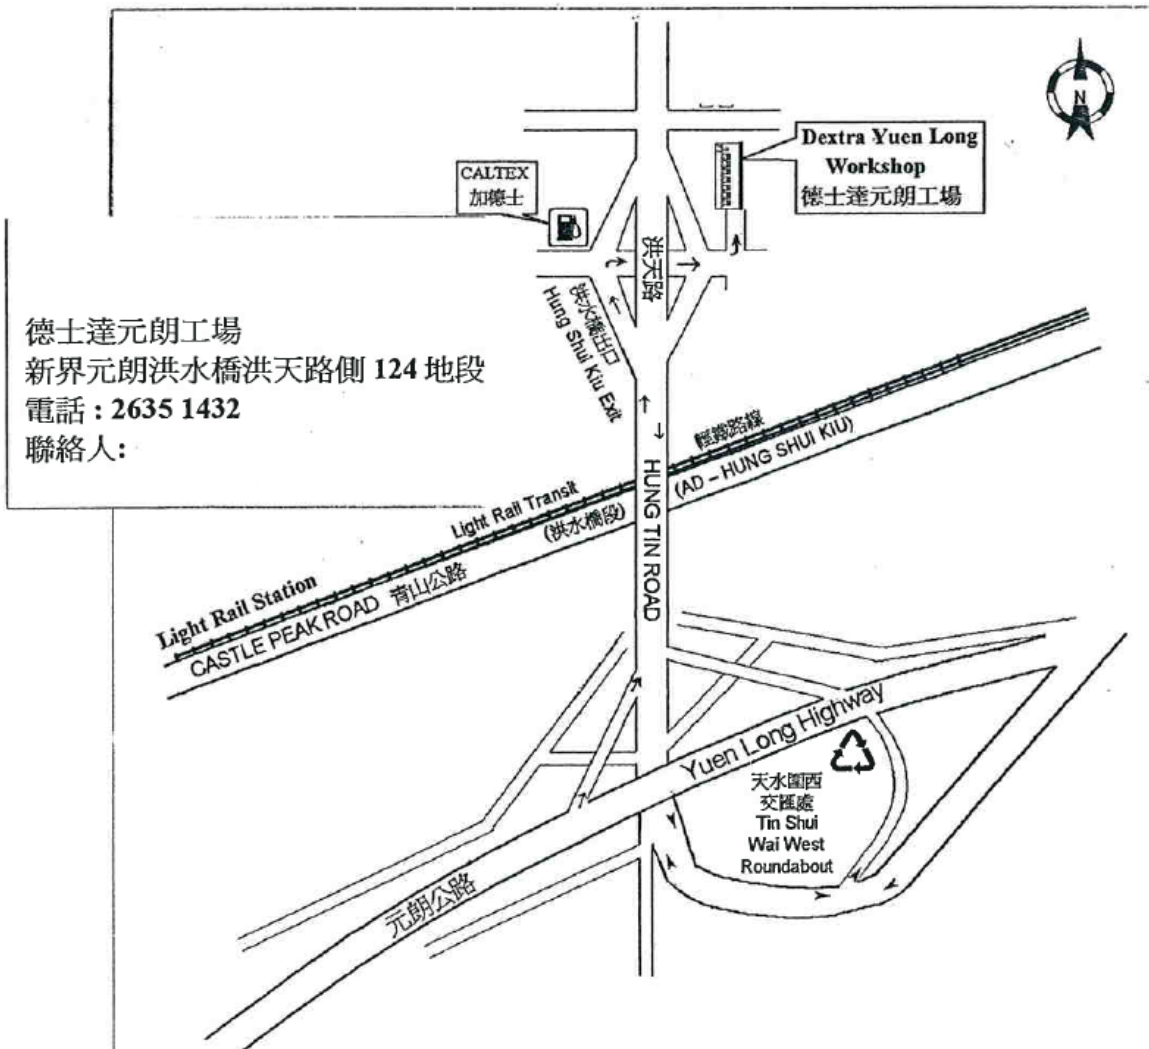 N
Dextra Yuen Long
Workshop
德士達元朗工場
CALTEX
加德士
洪天路
洪水橋出口
Hung Shui Kiu Exit
德士達元朗工場
新界元朗洪水橋洪天路側 124 地段
電話 : 2635 1432
聯絡人:
輕鐵路線
(AD – HUNG SHUI KIU)
HUNG TIN ROAD
Light Rail Transit
(洪水橋段)
Light Rail Station
CASTLE PEAK ROAD 青山公路
Yuen Long Highway
天水圍西
交匯處
Tin Shui
Wai West
Roundabout
元朗公路